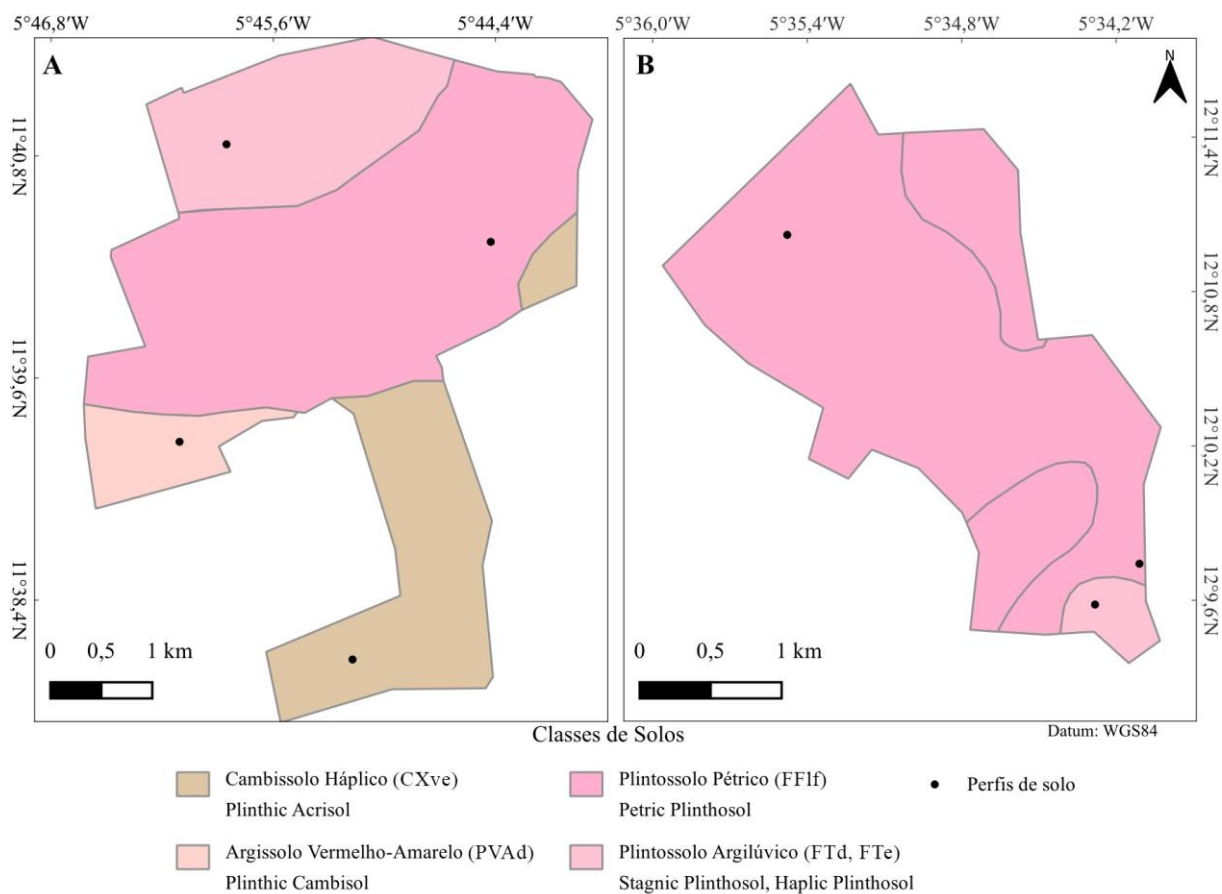 5°46,8'W 5°45,6'W 5°44,4'W 5°36,0'W 5°35,4'W 5°34,8'W 5°34,2'W
A
B
N
11°40,8'N
11°39,6'N
11°38,4'N
12°11,4'N
12°10,8'N
12°10,2'N
12°9,6'N
0 0,5 1 km
0 0,5 1 km
Classes de Solos
Datum: WGS84
Cambissolo Háplico (CXve)
Plinthic Acrisol
Argissolo Vermelho-Amarelo (PVAd)
Plinthic Cambisol
Plintossolo Pétrico (FFlf)
Petric Plinthosol
Plintossolo Argilúvico (FTd, FTe)
Stagnic Plinthosol, Haplic Plinthosol
Perfis de solo